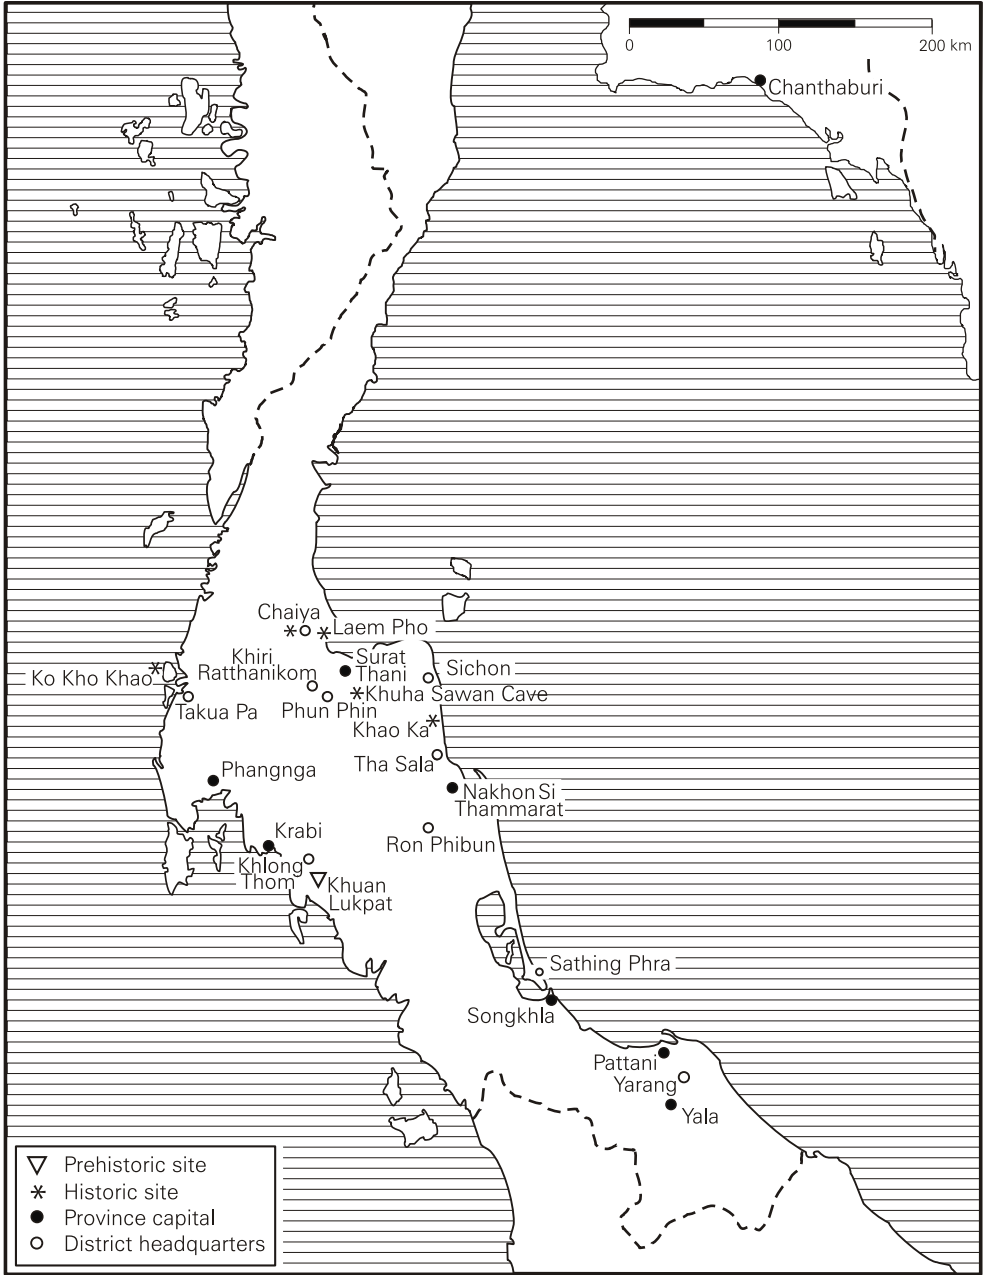 0 100 200 km
Chanthaburi
Chaiya
Laem Pho
Khiri
Ratthanikom
Surat
Thani
Sichon
Ko Kho Khao
Khuha Sawan Cave
Takua Pa
Phun Phin
Khao Ka
Tha Sala
Phangnga
Nakhon Si
Thammarat
Krabi
Ron Phibun
Khlong
Thom
Khuan
Lukpat
Sathing Phra
Songkhla
Pattani
Yarang
Yala
Prehistoric site
Historic site
Province capital
District headquarters